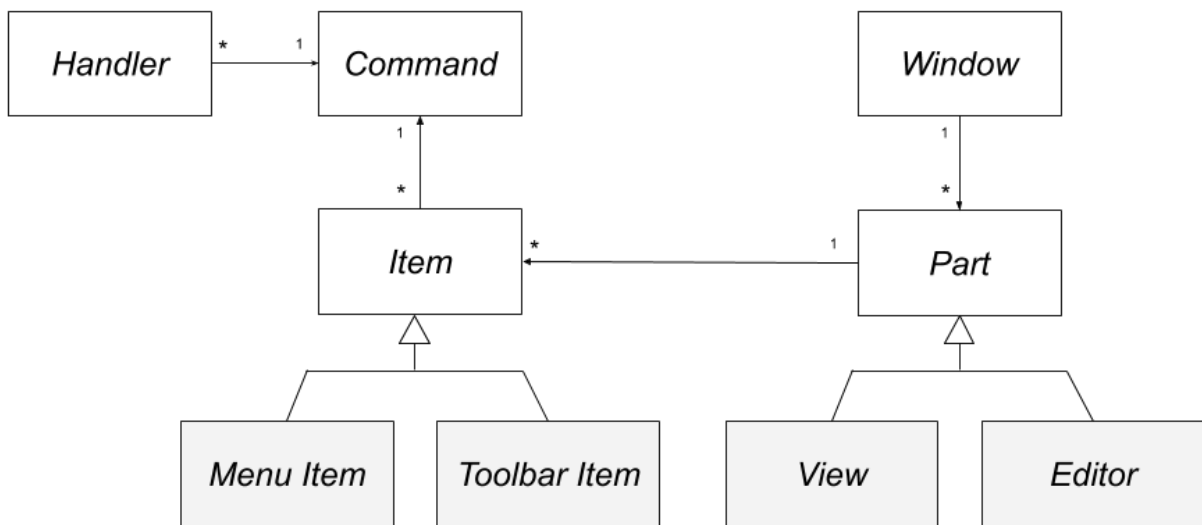 Handler
* 1
Command
Window
1
*
1
*
Item
* 1
Part
Menu Item
Toolbar Item
View
Editor